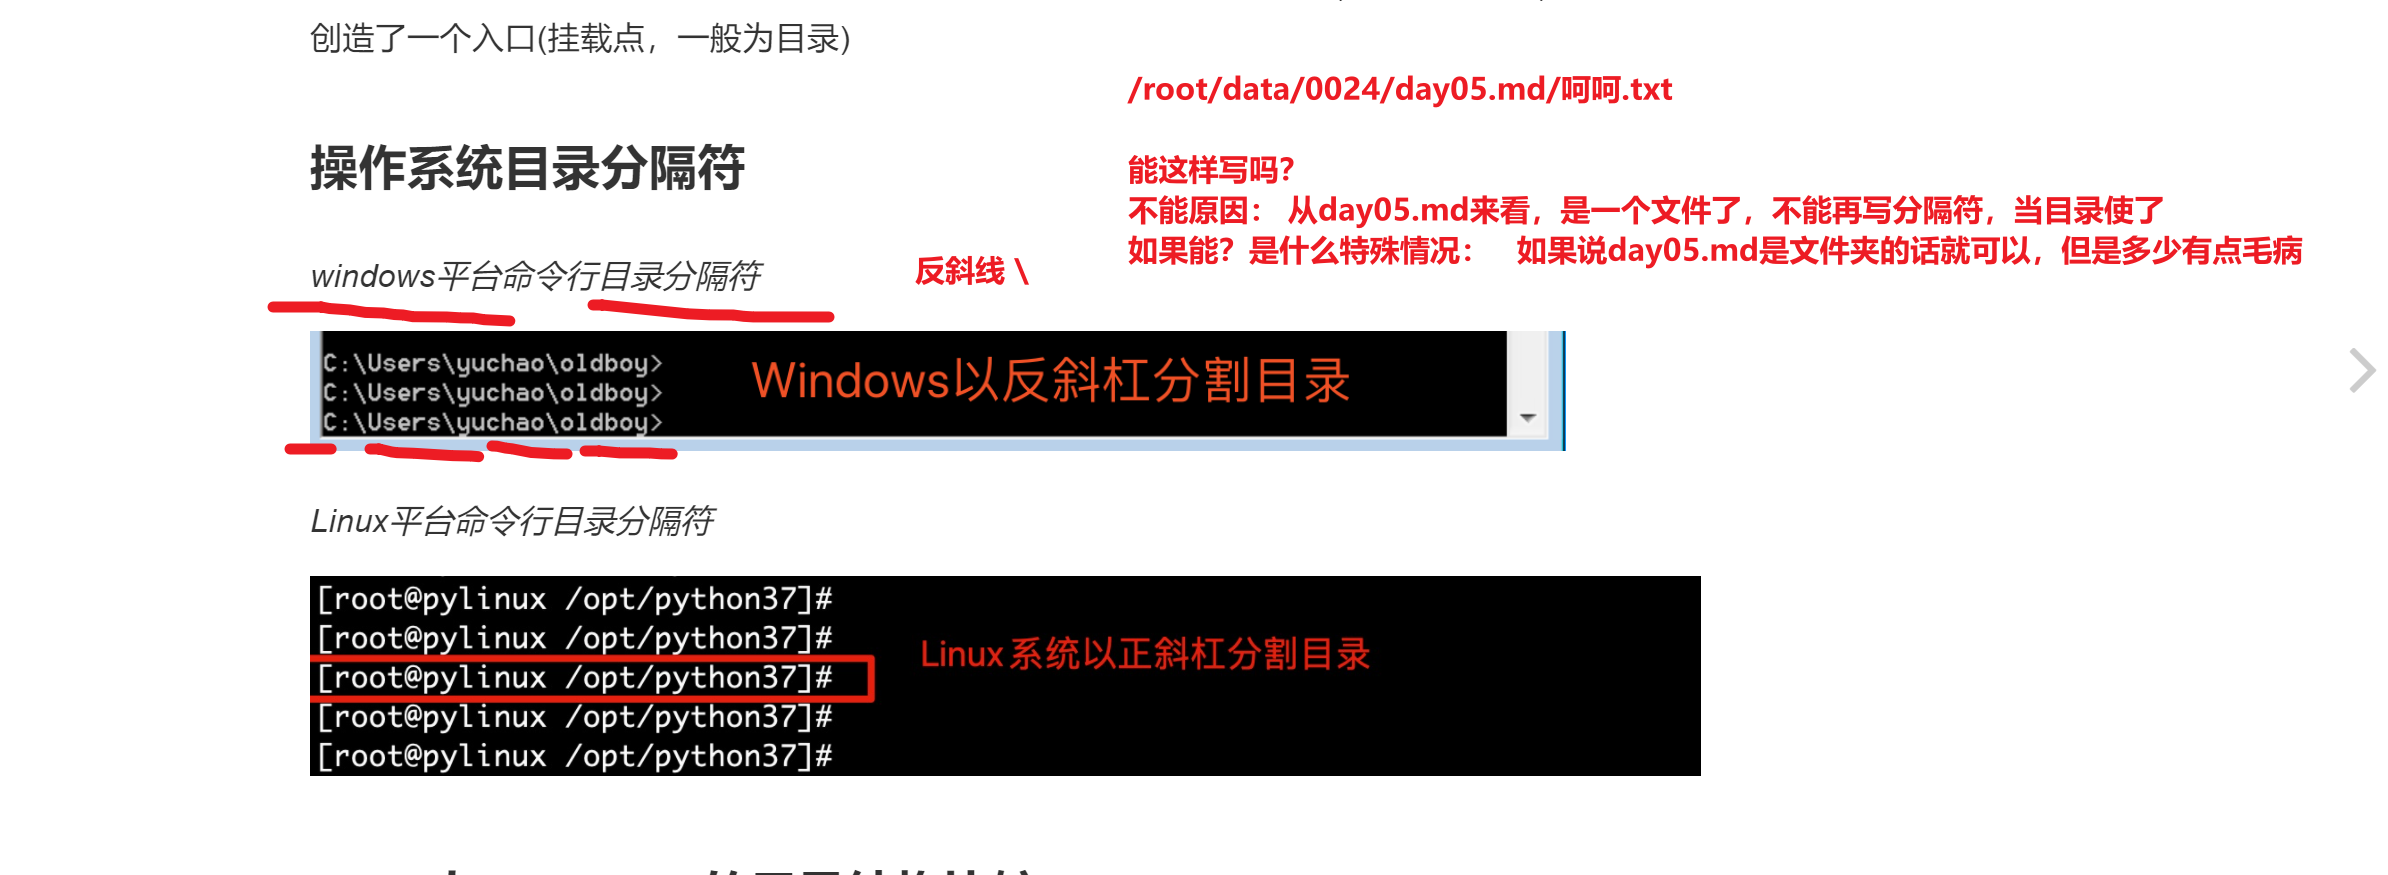 创造了一个入口(挂载点，一般为目录)
/root/data/0024/day05.md/呵呵.txt
操作系统目录分隔符
能这样写吗？
不能原因： 从day05.md来看，是一个文件了，不能再写分隔符，当目录使了
如果能？是什么特殊情况： 如果说day05.md是文件夹的话就可以，但是多少有点毛病
windows平台命令行目录分隔符
反斜线 \
C:\Users\yuchao\oldboy>
C:\Users\yuchao\oldboy>
C:\Users\yuchao\oldboy>
Windows以反斜杠分割目录
Linux平台命令行目录分隔符
[root@pylinux /opt/python37]#
[root@pylinux /opt/python37]#
[root@pylinux /opt/python37]#
[root@pylinux /opt/python37]#
[root@pylinux /opt/python37]#
Linux系统以正斜杠分割目录